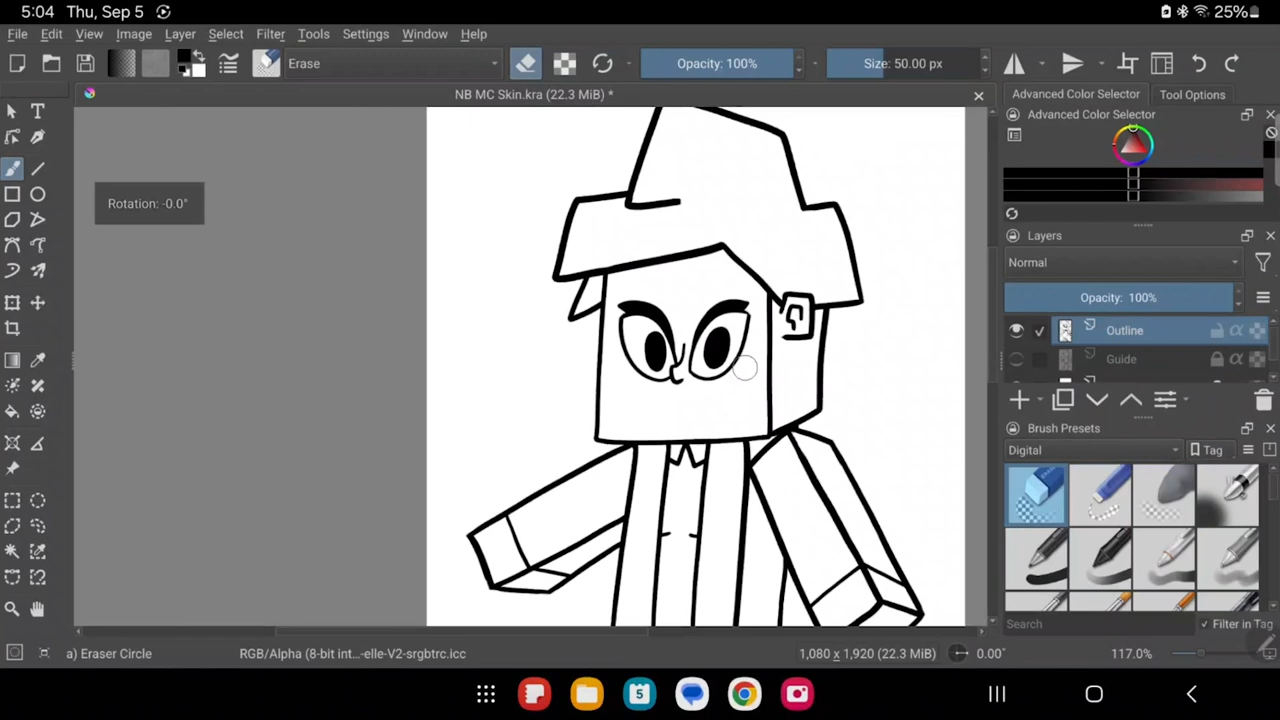 5:04 Thu, Sep 5 25%
File Edit View Image Layer Select Filter Tools Settings Window Help
Erase Opacity: 100% Size: 50.00 px
NB MC Skin.kra (22.3 MiB) *
Advanced Color Selector Tool Options
Advanced Color Selector
Rotation: -0.0°
Layers
Normal
Opacity: 100%
Outline
Guide
Brush Presets
Digital Tag
Search Filter in Tag
a) Eraser Circle RGB/Alpha (8-bit int...-elle-V2-srgbtrc.icc 1,080 x 1,920 (22.3 MiB) 0.00° 117.0%
5